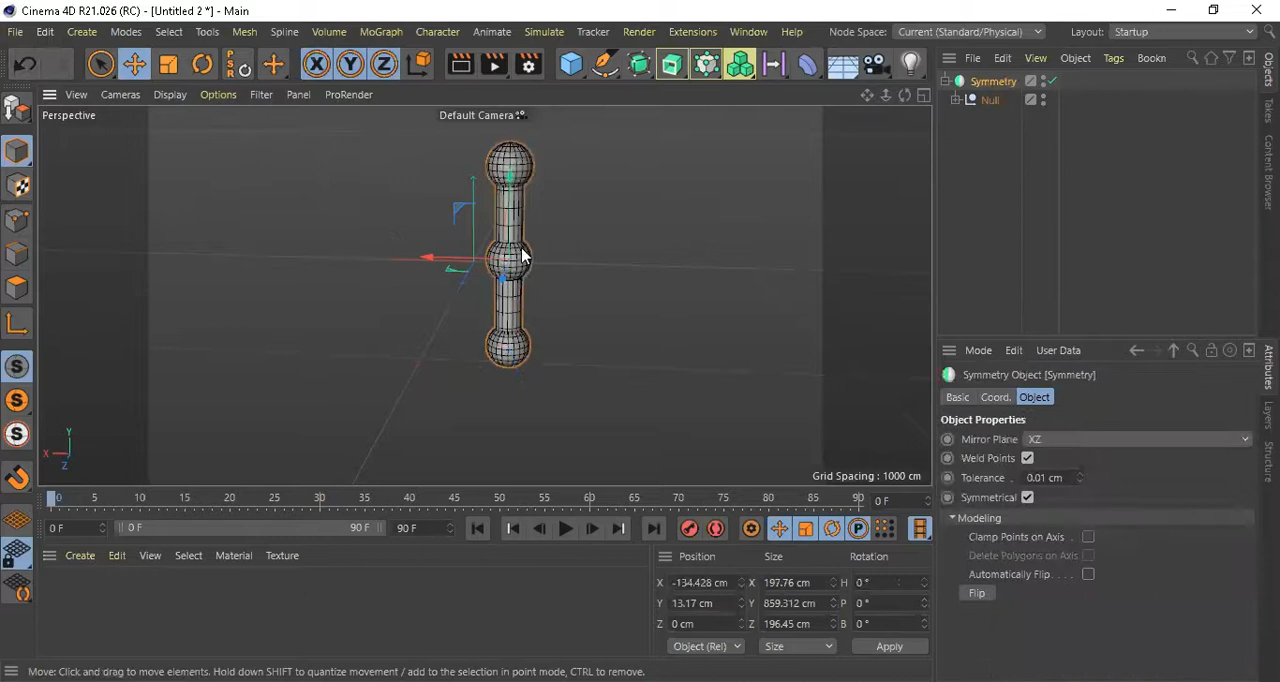 Cinema 4D R21.026 (RC) - [Untitled 2 *] - Main
File Edit Create Modes Select Tools Mesh Spline Volume MoGraph Character Animate Simulate Tracker Render Extensions Window Help Node Space: Current (Standard/Physical) Layout: Startup
P S R X Y Z
File Edit View Object Tags Bookn
View Cameras Display Options Filter Panel ProRender
Perspective
Default Camera
Symmetry
Null
Objects
Takes
Content Browser
Y
X
Z
Grid Spacing : 1000 cm
Mode Edit User Data
Symmetry Object [Symmetry]
Basic Coord. Object
Object Properties
Mirror Plane XZ
Weld Points
Tolerance . 0.01 cm
Symmetrical
Modeling
Clamp Points on Axis .
Delete Polygons on Axis
Automatically Flip. . . .
Flip
Attributes
Layers
Structure
0 5 10 15 20 25 30 35 40 45 50 55 60 65 70 75 80 85 90 0 F
0 F 0 F 90 F 90 F
Create Edit View Select Material Texture
Position Size Rotation
X -134.428 cm X 197.76 cm H 0 °
Y 13.17 cm Y 859.312 cm P 0 °
Z 0 cm Z 196.45 cm B 0 °
Object (Rel) Size Apply
Move: Click and drag to move elements. Hold down SHIFT to quantize movement / add to the selection in point mode, CTRL to remove.